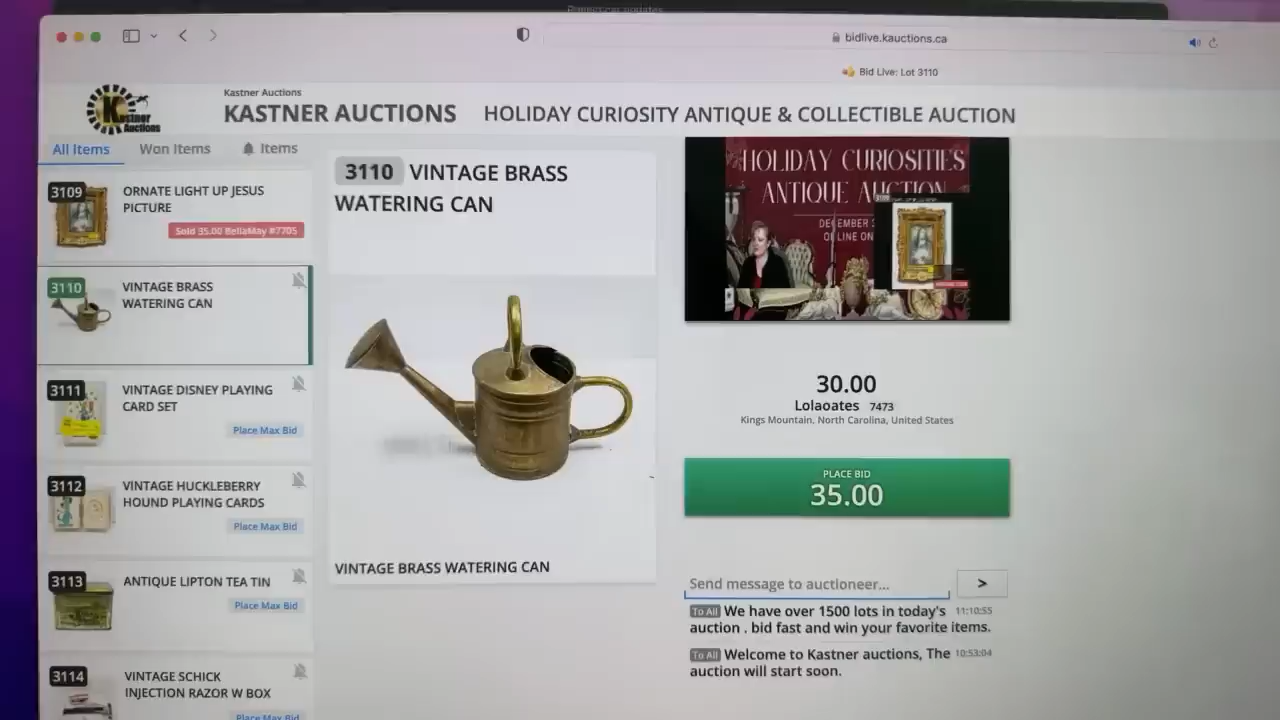 bidlive.kauctions.ca
Bid Live: Lot 3110
Kastner
Auctions
Kastner Auctions
KASTNER AUCTIONS
HOLIDAY CURIOSITY ANTIQUE & COLLECTIBLE AUCTION
All Items
Won Items
Items
3109
ORNATE LIGHT UP JESUS
PICTURE
Sold 35.00 BellaMay #7705
3110
VINTAGE BRASS
WATERING CAN
3111
VINTAGE DISNEY PLAYING
CARD SET
Place Max Bid
3112
VINTAGE HUCKLEBERRY
HOUND PLAYING CARDS
Place Max Bid
3113
ANTIQUE LIPTON TEA TIN
Place Max Bid
3114
VINTAGE SCHICK
INJECTION RAZOR W BOX
Place Max Bid
3110 VINTAGE BRASS
WATERING CAN
VINTAGE BRASS WATERING CAN
HOLIDAY CURIOSITIES
ANTIQUE AUCTION
30.00
Lolaoates 7473
Kings Mountain, North Carolina, United States
PLACE BID
35.00
Send message to auctioneer...
>
To All We have over 1500 lots in today's 11:10:55
auction . bid fast and win your favorite items.
To All Welcome to Kastner auctions, The 10:53:04
auction will start soon.